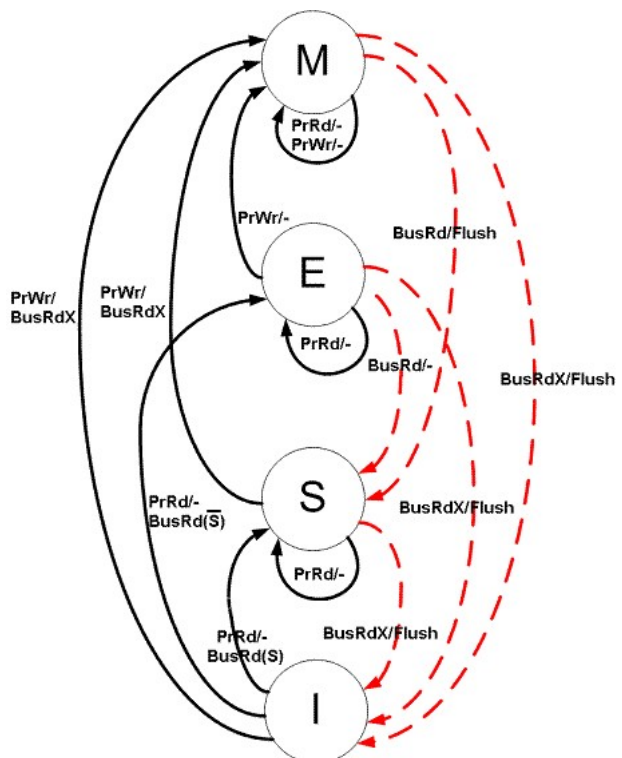 M
PrRd/-
PrWr/-
PrWr/-
BusRd/Flush
E
PrWr/
BusRdX
PrWr/
BusRdX
PrRd/-
BusRd/-
BusRdX/Flush
S
PrRd/-
BusRd(S̅)
BusRdX/Flush
PrRd/-
PrRd/-
BusRd(S)
BusRdX/Flush
I